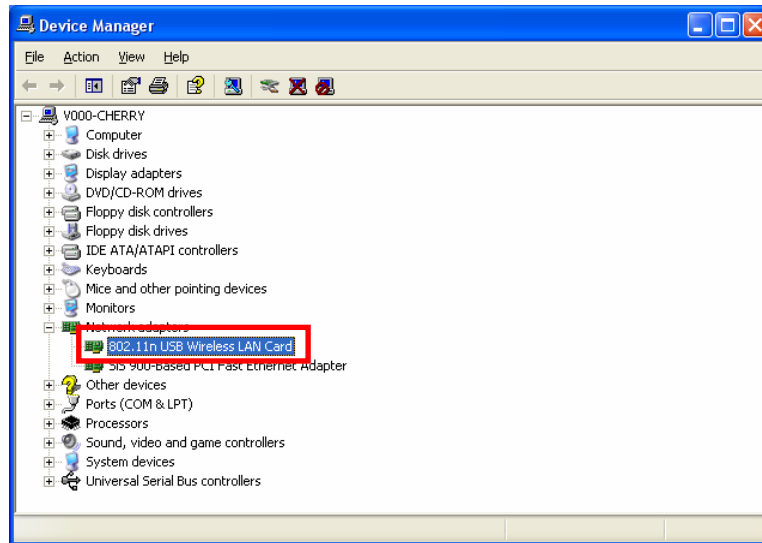 Device Manager
File Action View Help
V000-CHERRY
Computer
Disk drives
Display adapters
DVD/CD-ROM drives
Floppy disk controllers
Floppy disk drives
IDE ATA/ATAPI controllers
Keyboards
Mice and other pointing devices
Monitors
Network adapters
802.11n USB Wireless LAN Card
SiS 900-Based PCI Fast Ethernet Adapter
Other devices
Ports (COM & LPT)
Processors
Sound, video and game controllers
System devices
Universal Serial Bus controllers